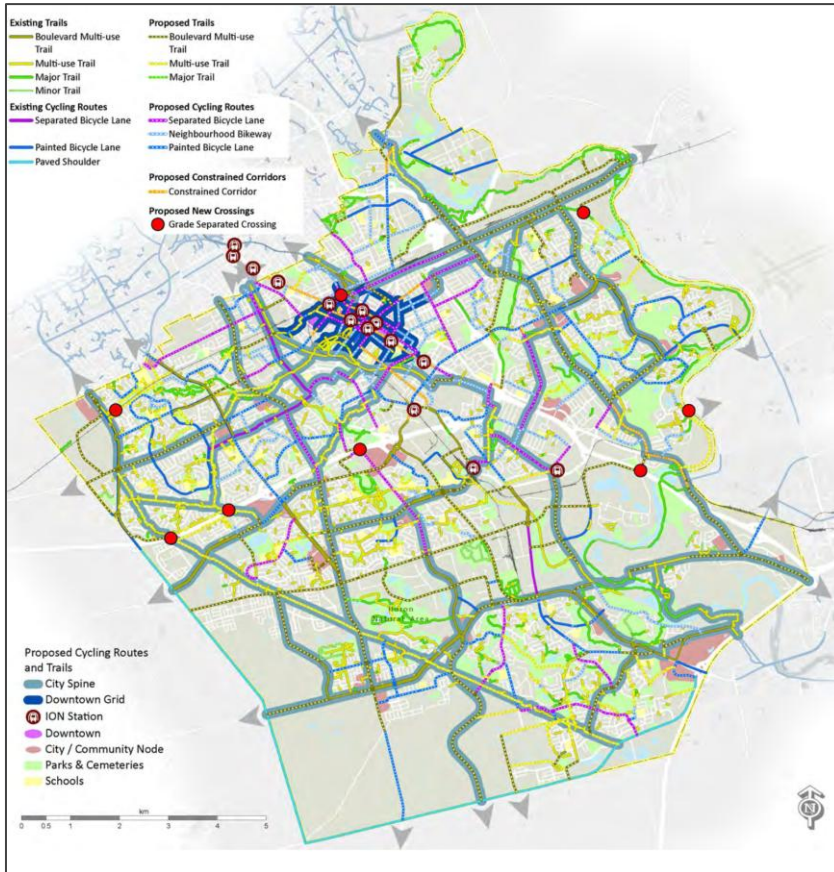 Existing Trails
Boulevard Multi-use
Trail
Multi-use Trail
Major Trail
Minor Trail
Existing Cycling Routes
Separated Bicycle Lane
Painted Bicycle Lane
Paved Shoulder
Proposed Trails
Boulevard Multi-use
Trail
Multi-use Trail
Major Trail
Proposed Cycling Routes
Separated Bicycle Lane
Neighbourhood Bikeway
Painted Bicycle Lane
Proposed Constrained Corridors
Constrained Corridor
Proposed New Crossings
Grade Separated Crossing
Natural Area
Proposed Cycling Routes
and Trails
City Spine
Downtown Grid
ION Station
Downtown
City / Community Node
Parks & Cemeteries
Schools
km
0 0.5 1 2 3 4 5
N